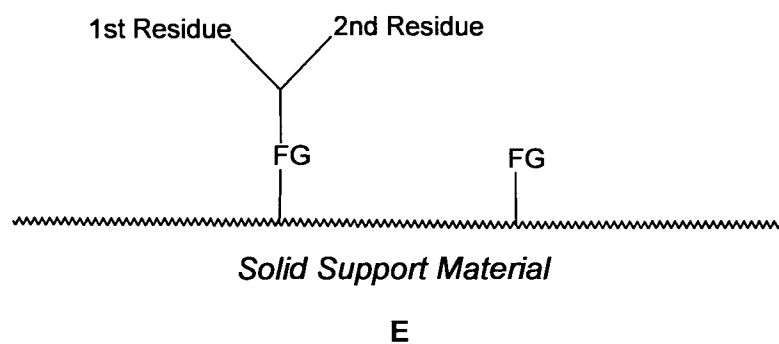 1st Residue 2nd Residue
FG FG
Solid Support Material
E